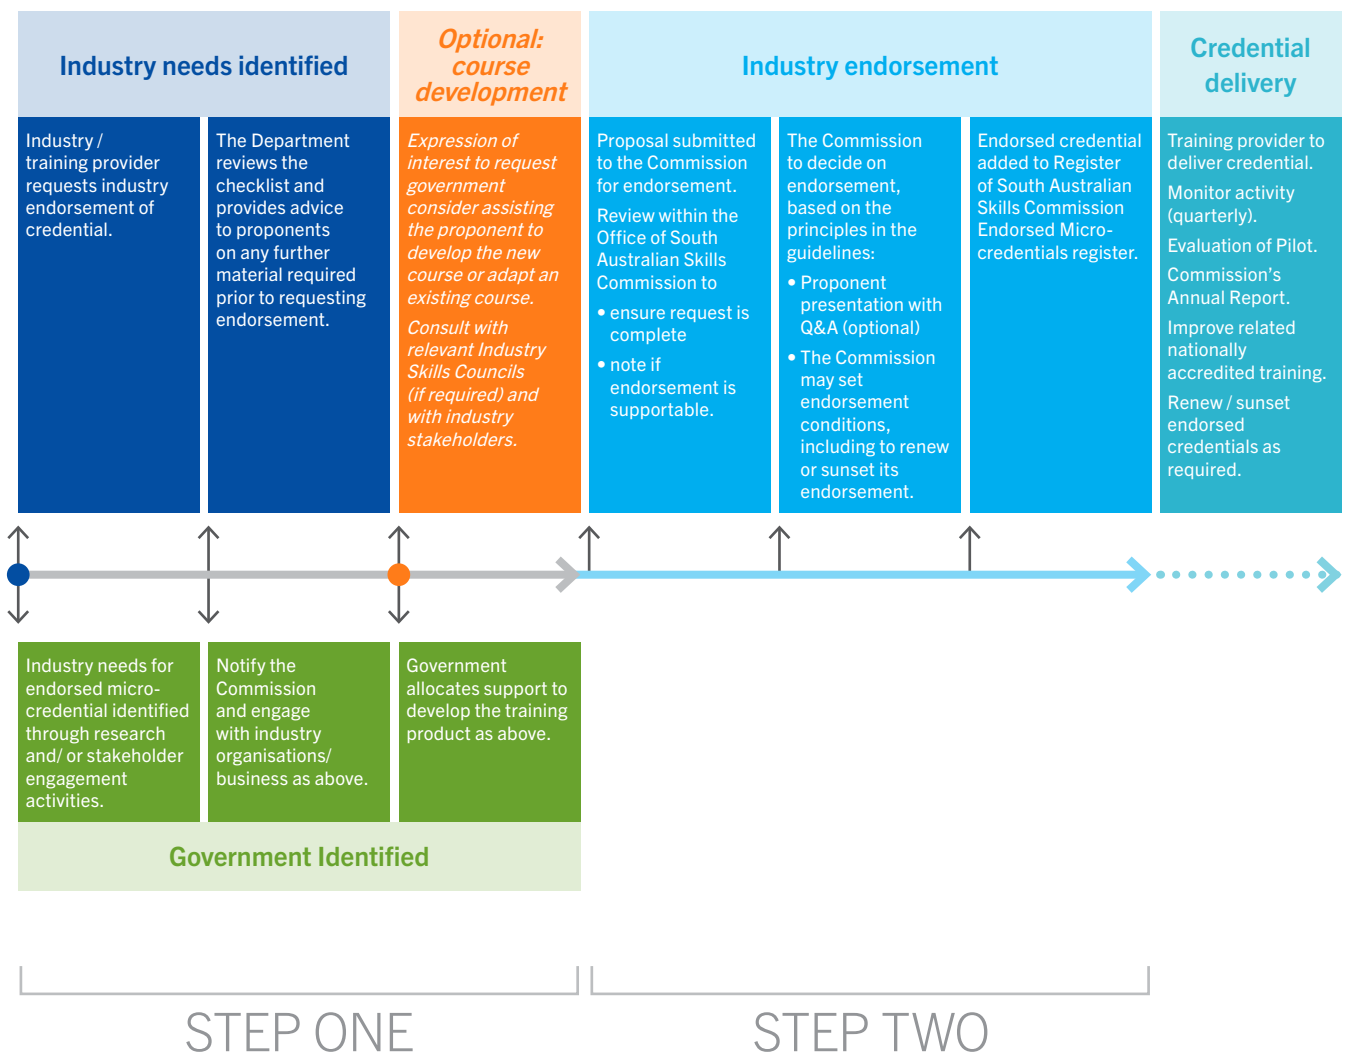 Industry needs identified
Industry /
training provider
requests industry
endorsement of
credential.
The Department
reviews the
checklist and
provides advice
to proponents
on any further
material required
prior to requesting
endorsement.
Optional:
course
development
Expression of
interest to request
government
consider assisting
the proponent to
develop the new
course or adapt an
existing course.
Consult with
relevant Industry
Skills Councils
(if required) and
with industry
stakeholders.
Industry endorsement
Proposal submitted
to the Commission
for endorsement.
Review within the
Office of South
Australian Skills
Commission to
• ensure request is
complete
• note if
endorsement is
supportable.
The Commission
to decide on
endorsement,
based on the
principles in the
guidelines:
• Proponent
presentation with
Q&A (optional)
• The Commission
may set
endorsement
conditions,
including to renew
or sunset its
endorsement.
Endorsed credential
added to Register
of South Australian
Skills Commission
Endorsed Micro-
credentials register.
Credential
delivery
Training provider to
deliver credential.
Monitor activity
(quarterly).
Evaluation of Pilot.
Commission's
Annual Report.
Improve related
nationally
accredited training.
Renew / sunset
endorsed
credentials as
required.
Industry needs for
endorsed micro-
credential identified
through research
and/ or stakeholder
engagement
activities.
Notify the
Commission
and engage
with industry
organisations/
business as above.
Government
allocates support to
develop the training
product as above.
Government Identified
STEP ONE
STEP TWO